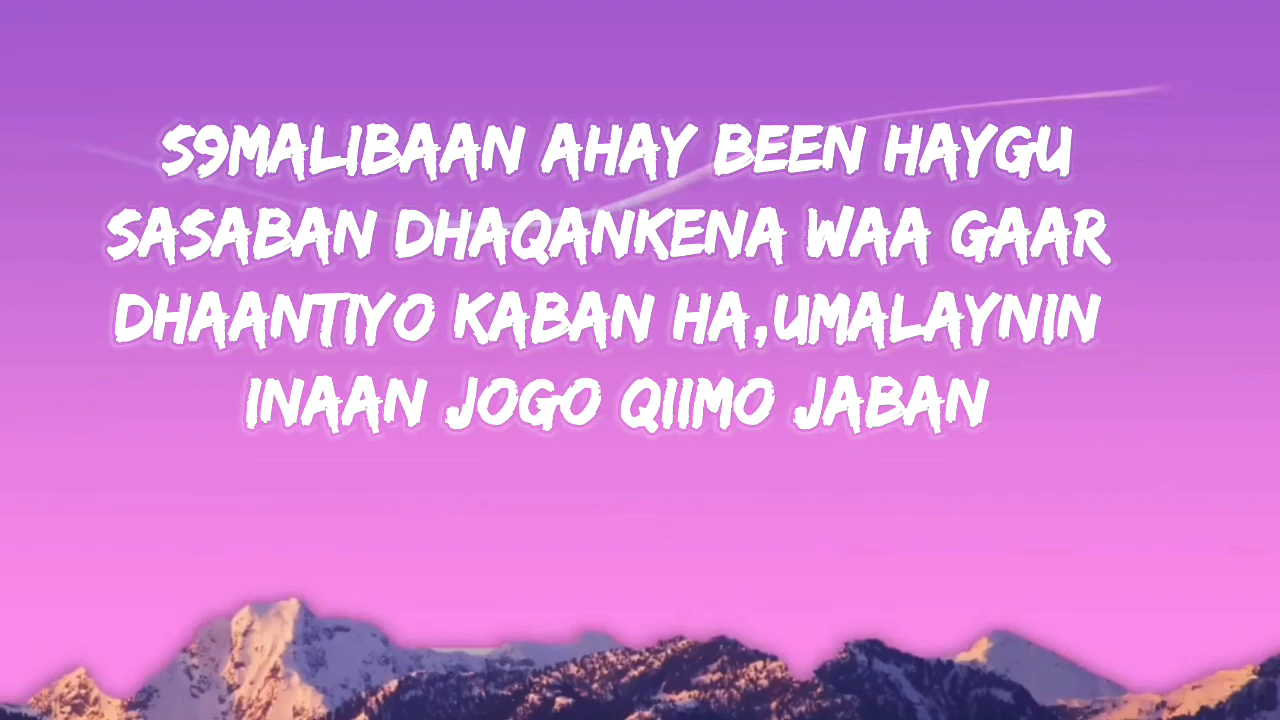 S9MALIBAAN AHAY BEEN HAYGU
SASABAN DHAQANKENA WAA GAAR
DHAANTIYO KABAN HA,UMALAYNIN
INAAN JOGO QIIMO JABAN